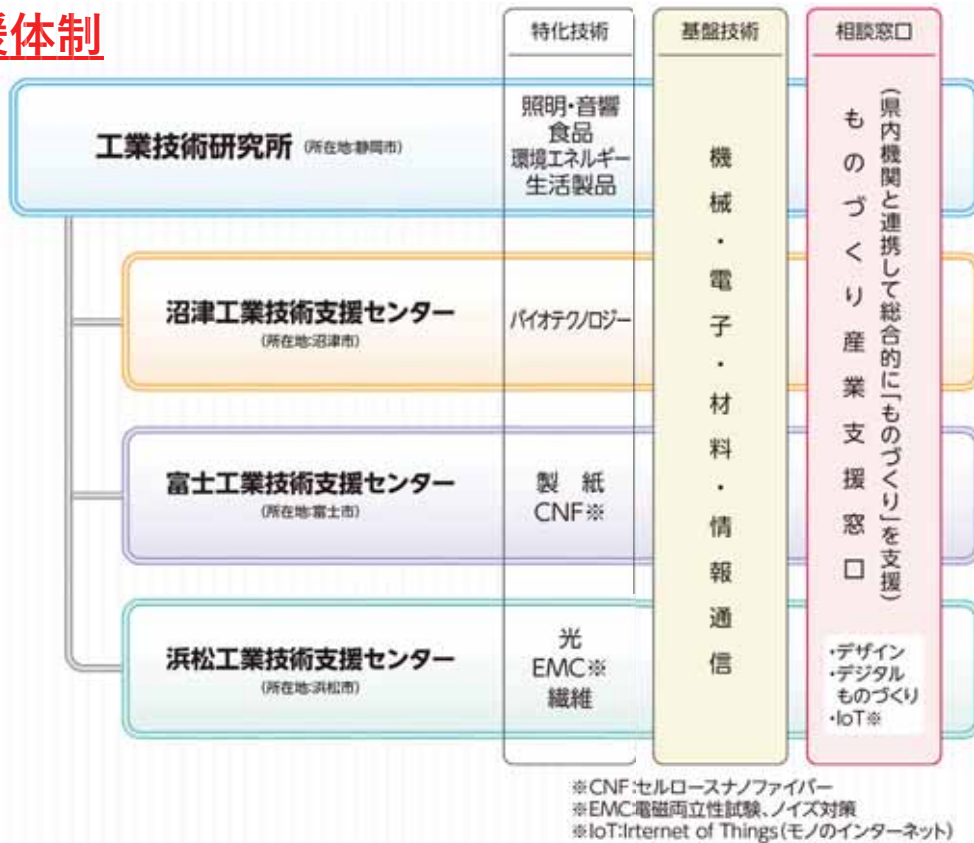 援体制
特化技術
基盤技術
相談窓口
工業技術研究所 (所在地:静岡市)
照明・音響
食品
環境エネルギー
生活製品
沼津工業技術支援センター
(所在地:沼津市)
バイオテクノロジー
富士工業技術支援センター
(所在地:富士市)
製 紙
CNF※
浜松工業技術支援センター
(所在地:浜松市)
光
EMC※
繊維
機械・電子・材料・情報通信
(県内機関と連携して総合的に「ものづくり」を支援)
ものづくり産業支援窓口
・デザイン
・デジタル
ものづくり
・IoT※
※CNF:セルロースナノファイバー
※EMC電磁両立性試験、ノイズ対策
※IoT:Irternet of Things(モノのインターネット)